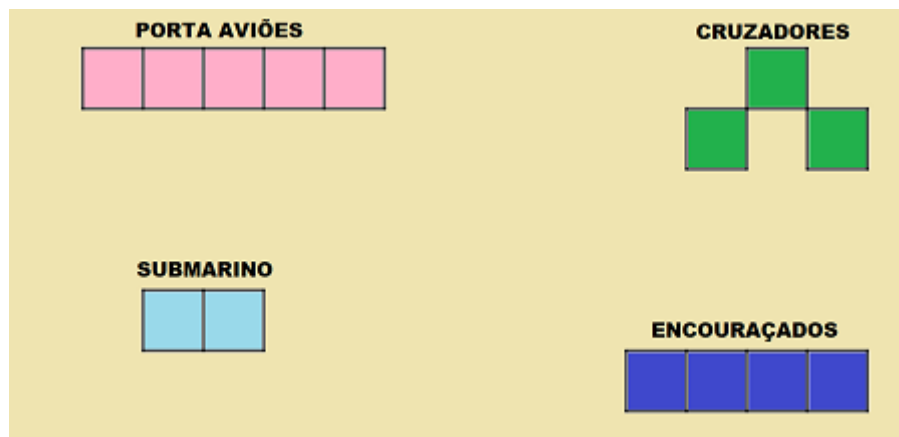 PORTA AVIÕES
CRUZADORES
SUBMARINO
ENCOURAÇADOS